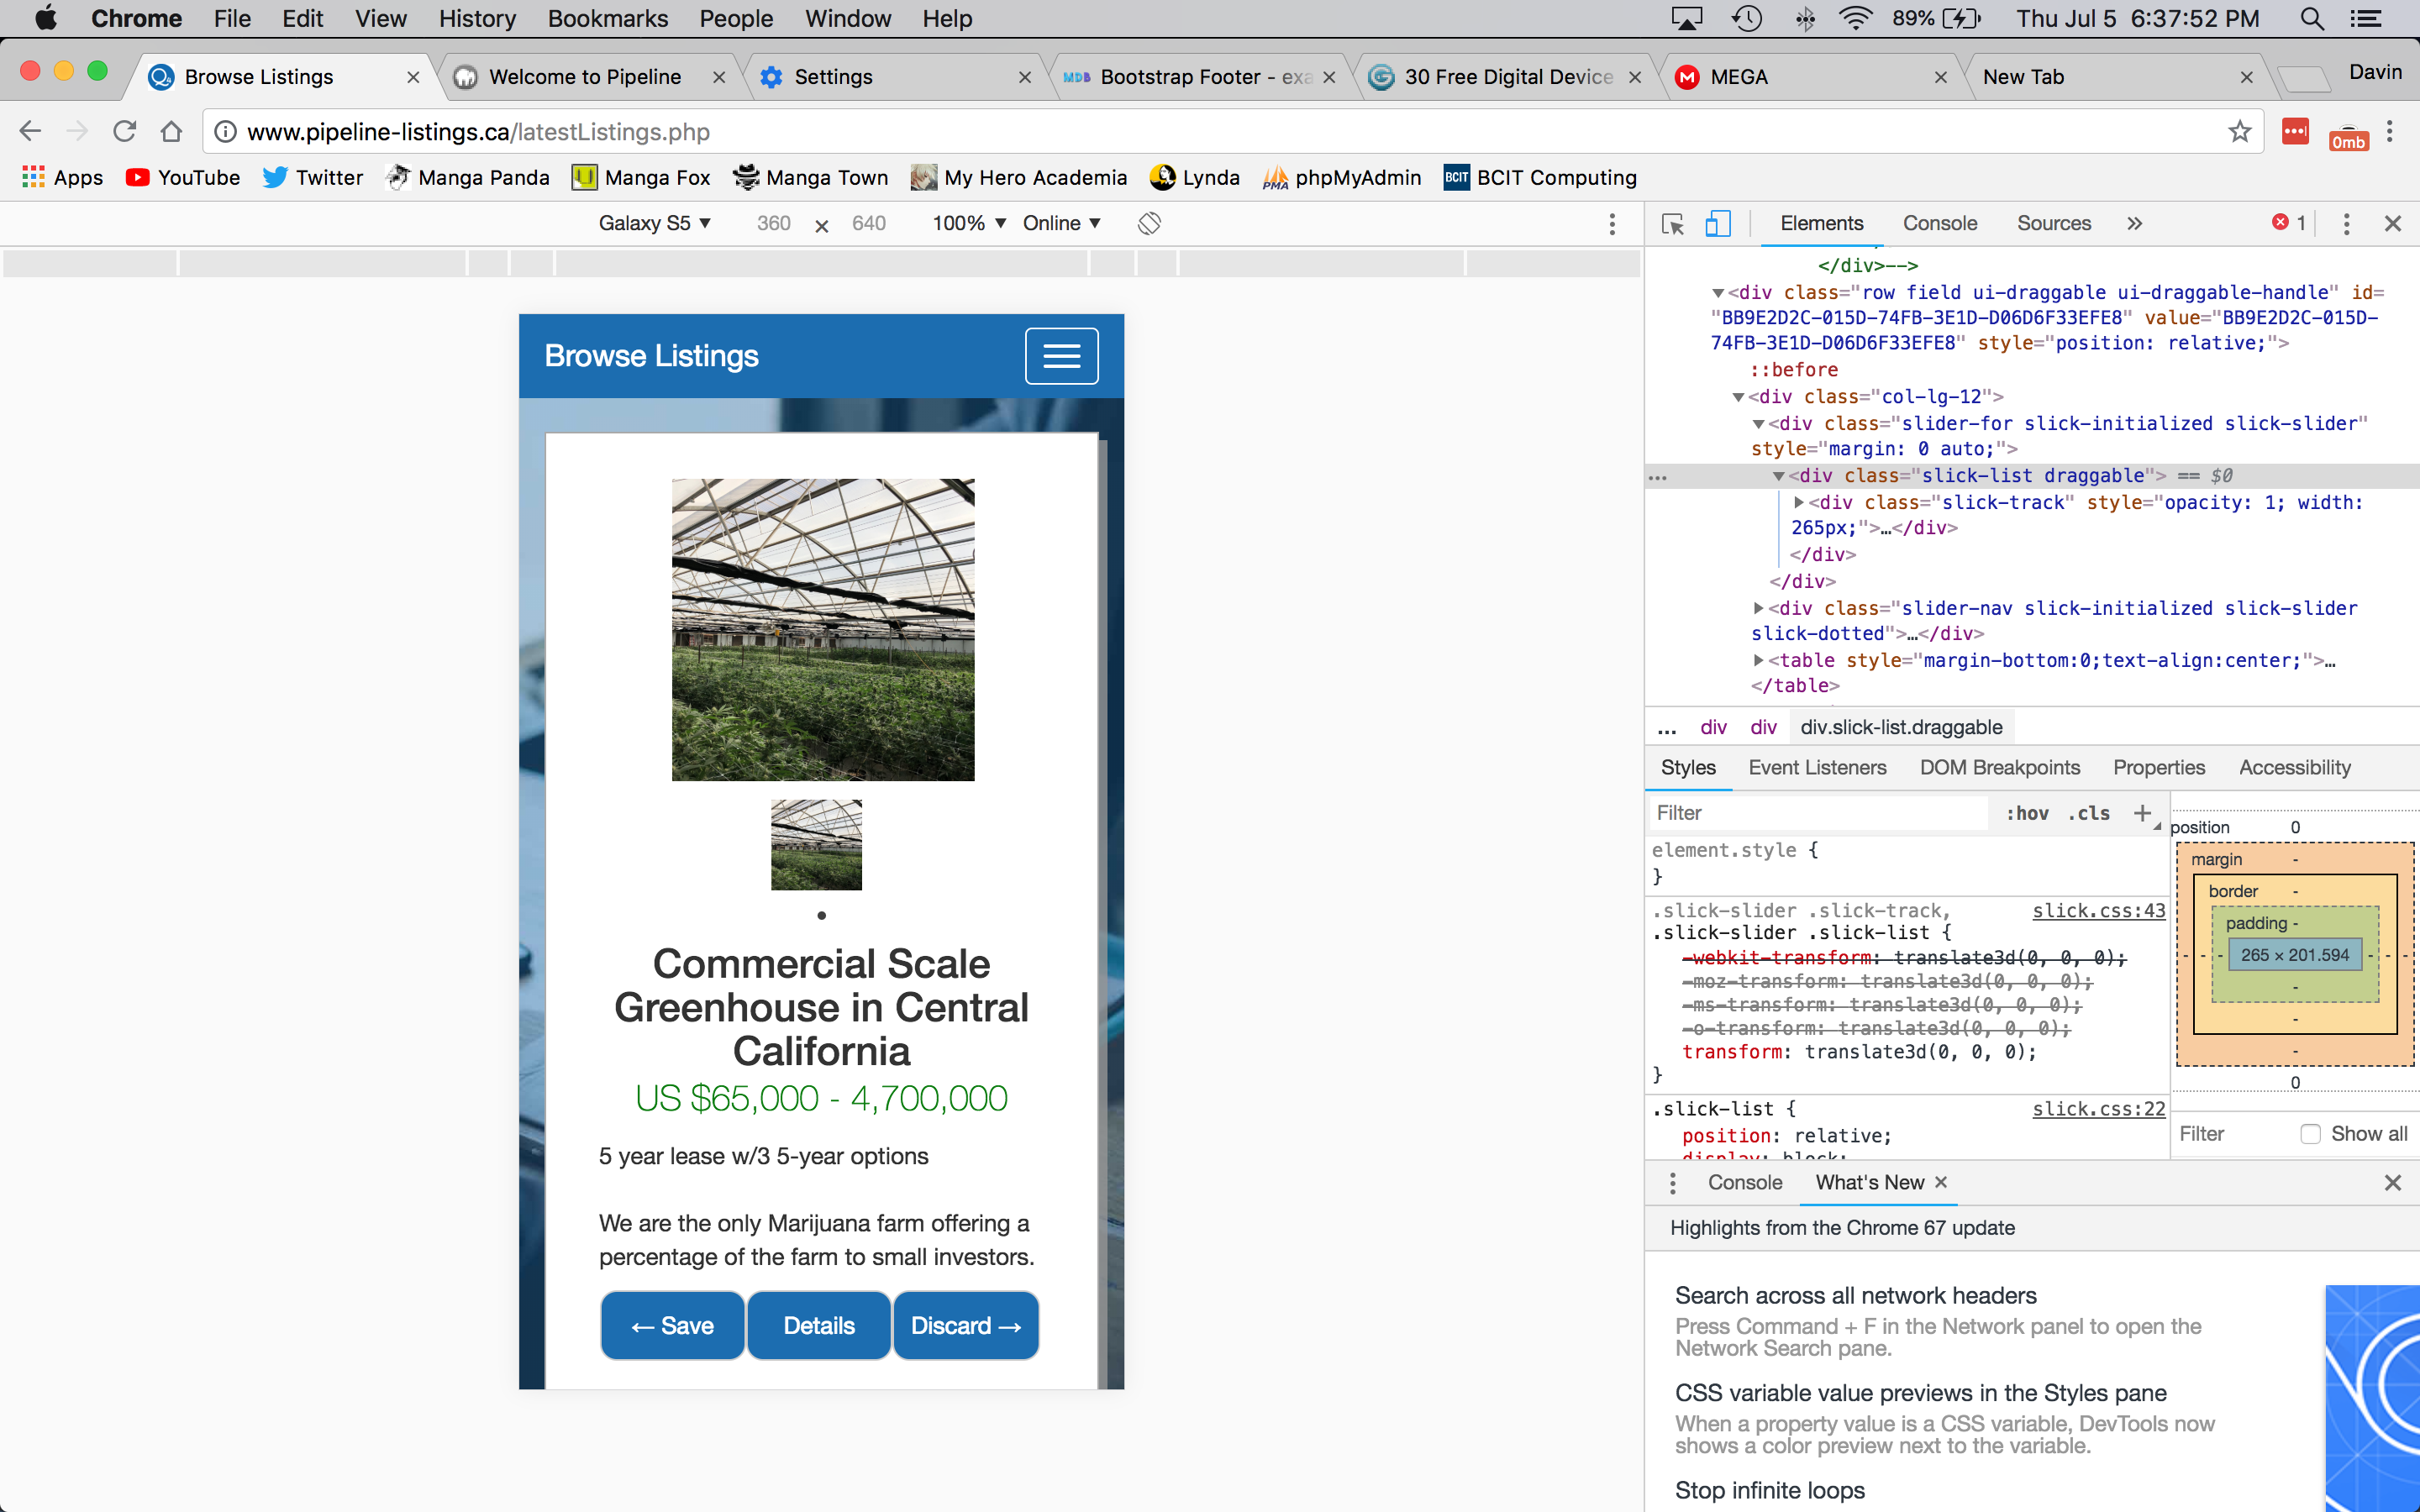 Chrome File Edit View History Bookmarks People Window Help 89% Thu Jul 5 6:37:52 PM
Browse Listings Welcome to Pipeline Settings MDB Bootstrap Footer - exa 30 Free Digital Device MEGA New Tab Davin
www.pipeline-listings.ca/latestListings.php 0mb
Apps YouTube Twitter Manga Panda Manga Fox Manga Town My Hero Academia Lynda PMA phpMyAdmin BCIT BCIT Computing
Galaxy S5 ▼ 360 × 640 100% ▼ Online ▼
Browse Listings
Commercial Scale
Greenhouse in Central
California
US $65,000 - 4,700,000
5 year lease w/3 5-year options
We are the only Marijuana farm offering a
percentage of the farm to small investors.
← Save Details Discard →
Elements Console Sources » 1
</div>-->
▼<div class="row field ui-draggable ui-draggable-handle" id=
"BB9E2D2C-015D-74FB-3E1D-D06D6F33EFE8" value="BB9E2D2C-015D-
74FB-3E1D-D06D6F33EFE8" style="position: relative;">
::before
▼<div class="col-lg-12">
▼<div class="slider-for slick-initialized slick-slider"
style="margin: 0 auto;">
... ▼<div class="slick-list draggable"> == $0
▶<div class="slick-track" style="opacity: 1; width:
265px;">…</div>
</div>
</div>
▶<div class="slider-nav slick-initialized slick-slider
slick-dotted">…</div>
▶<table style="margin-bottom:0;text-align:center;">…
</table>
... div div div.slick-list.draggable
Styles Event Listeners DOM Breakpoints Properties Accessibility
Filter :hov .cls +
element.style {
}
.slick-slider .slick-track, slick.css:43
.slick-slider .slick-list {
-webkit-transform: translate3d(0, 0, 0);
-moz-transform: translate3d(0, 0, 0);
-ms-transform: translate3d(0, 0, 0);
-o-transform: translate3d(0, 0, 0);
transform: translate3d(0, 0, 0);
}
.slick-list { slick.css:22
position: relative;
display: block;
position 0
margin -
border -
padding -
- - - 265 × 201.594 - - -
-
-
-
0
Filter Show all
Console What's New ×
Highlights from the Chrome 67 update
Search across all network headers
Press Command + F in the Network panel to open the
Network Search pane.
CSS variable value previews in the Styles pane
When a property value is a CSS variable, DevTools now
shows a color preview next to the variable.
Stop infinite loops